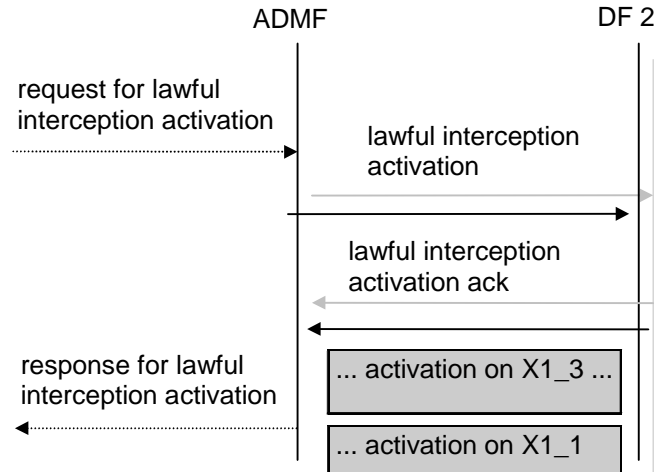 ADMF
DF 2
request for lawful
interception activation
lawful interception
activation
lawful interception
activation ack
response for lawful
interception activation
... activation on X1_3 ...
... activation on X1_1